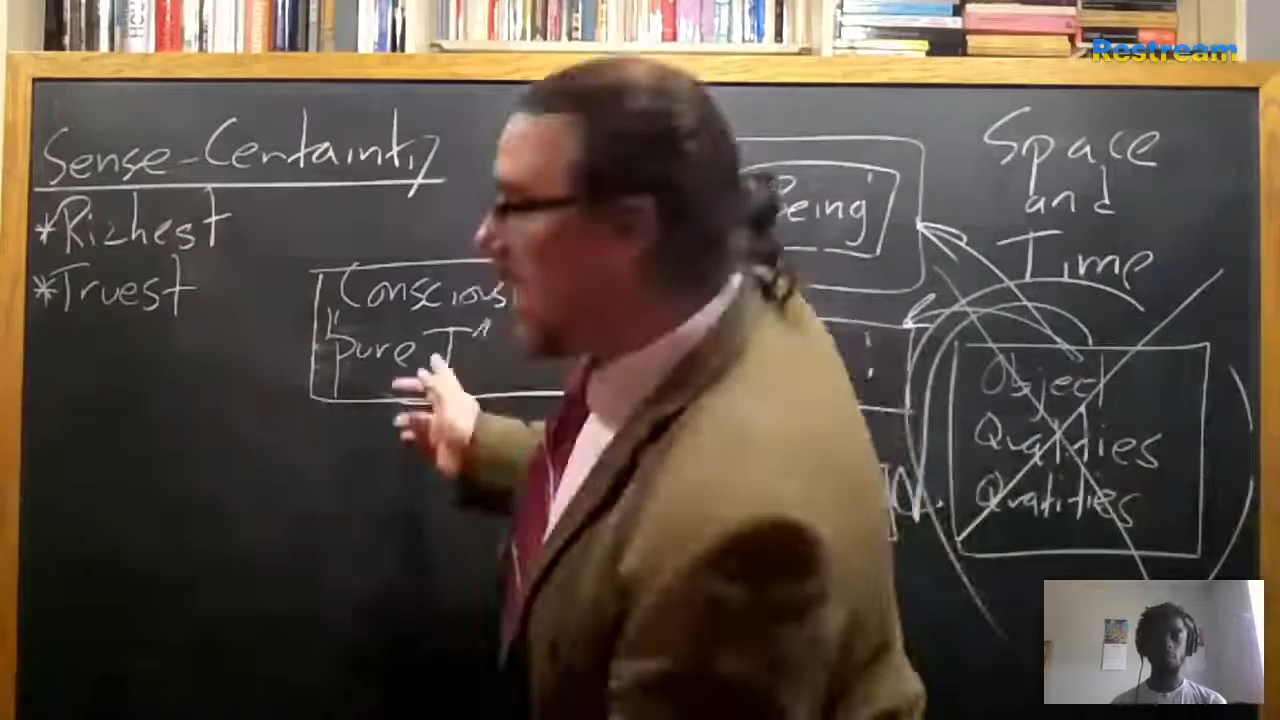 Restream
Sense-Certainty
*Richest
*Truest
Being
Conscious
"pure I"
Space
and
Time
Object
Qualities
Quantities